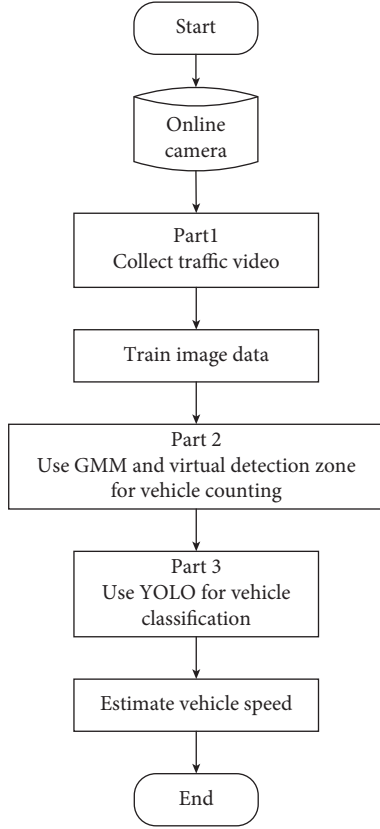 Start
Online
camera
Part1
Collect traffic video
Train image data
Part 2
Use GMM and virtual detection zone
for vehicle counting
Part 3
Use YOLO for vehicle
classification
Estimate vehicle speed
End